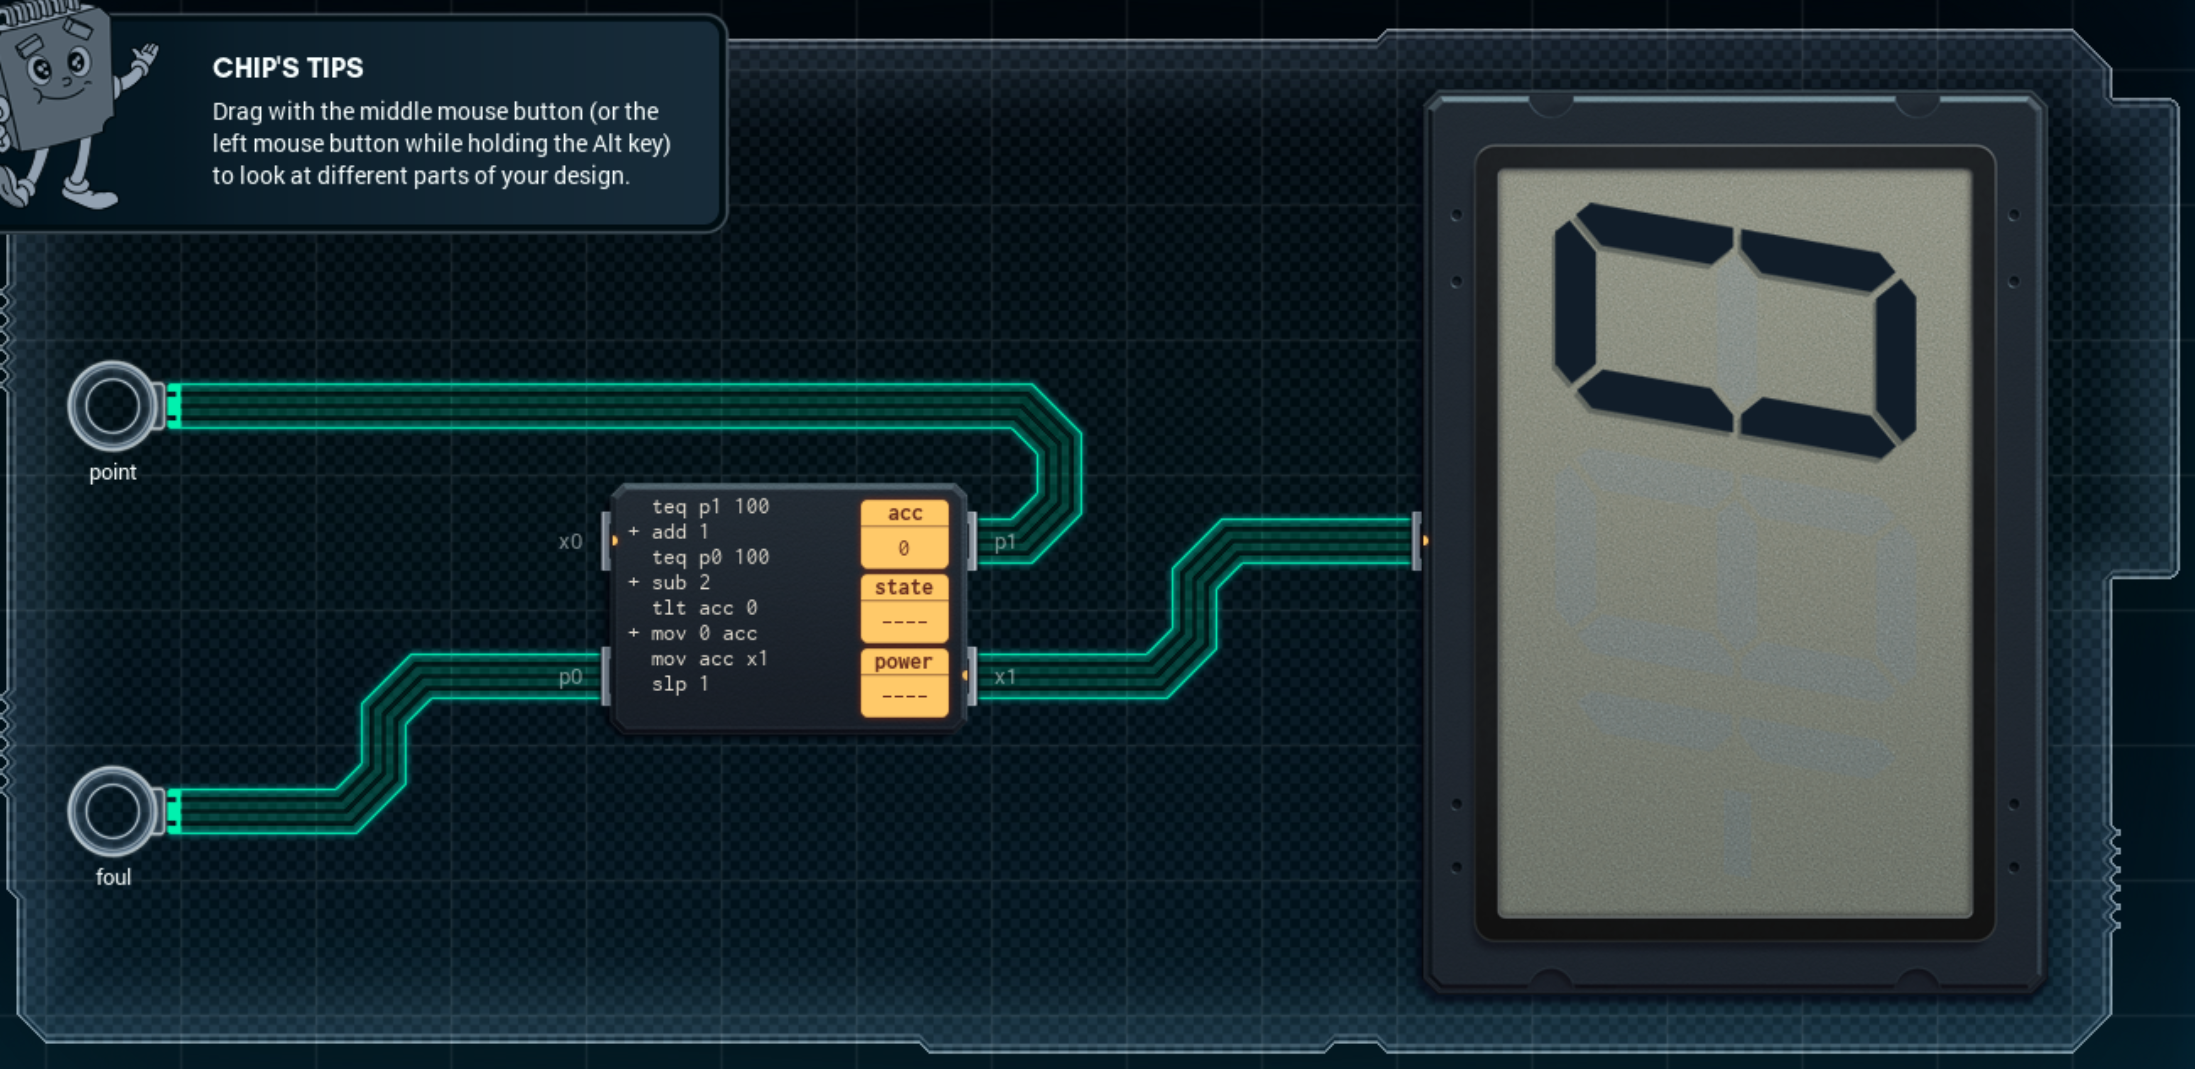 CHIP'S TIPS
Drag with the middle mouse button (or the
left mouse button while holding the Alt key)
to look at different parts of your design.
point
foul
x0
p0
teq p1 100
+ add 1
teq p0 100
+ sub 2
tlt acc 0
+ mov 0 acc
mov acc x1
slp 1
acc
0
state
----
power
----
p1
x1
0